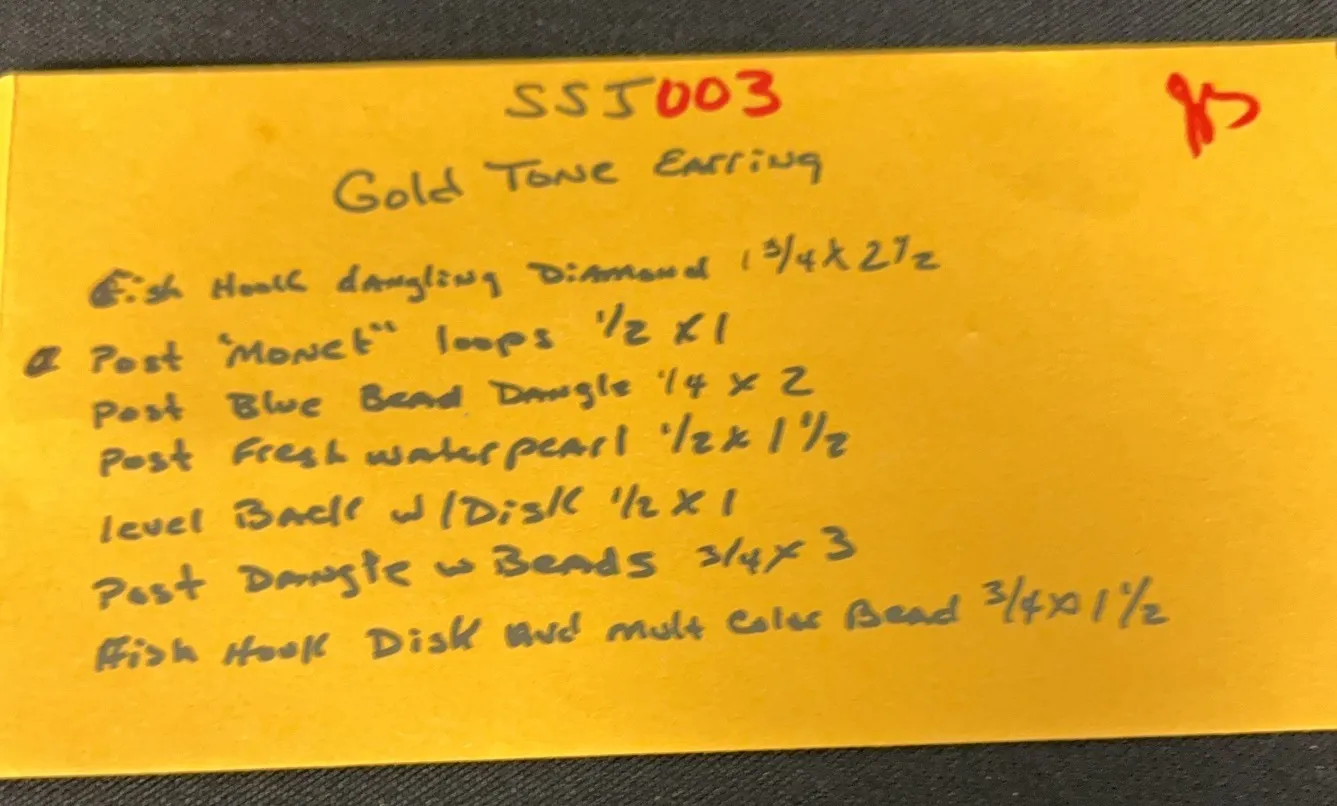 SSJ003
Gold Tone Earring
Fish Hook dangling Diamond 1 3/4 x 2 1/2
Post "Monet" loops 1/2 x 1
Post Blue Bead Dangle 1/4 x 2
Post Fresh water pearl 1/2 x 1 1/2
level Back w/Disk 1/2 x 1
Post Dangle w Beads 3/4 x 3
Fish Hook Disk and mult Color Bead 3/4 x 1 1/2